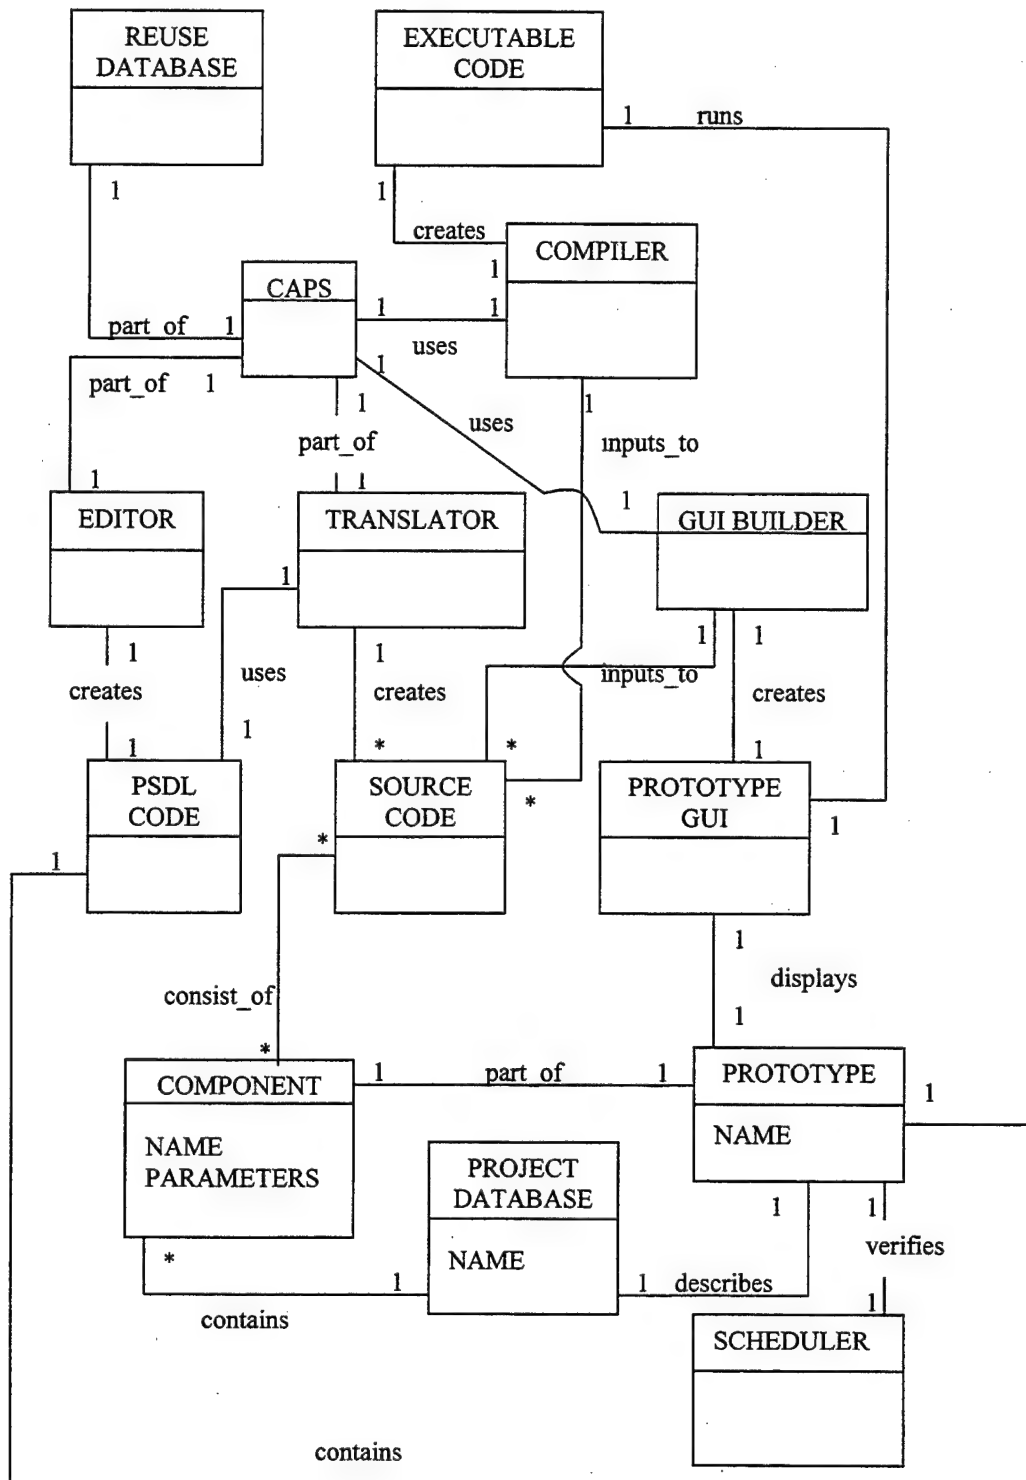 REUSE
DATABASE
EXECUTABLE
CODE
1 runs
1
1
creates
COMPILER
1
CAPS
1 1
part_of 1
uses
1
part_of 1
1
1
uses
part_of
inputs_to
1
1
1
EDITOR
TRANSLATOR
GUI BUILDER
1
1
1
1
1
uses
inputs_to
creates
creates
creates
1
1
*
*
1
PSDL
CODE
SOURCE
CODE
PROTOTYPE
GUI
*
1
*
1
1
displays
consist_of
1
*
COMPONENT
1 part_of 1
PROTOTYPE
1
NAME
PARAMETERS
NAME
PROJECT
DATABASE
1
1
*
NAME
verifies
1
1 describes
1
contains
SCHEDULER
contains